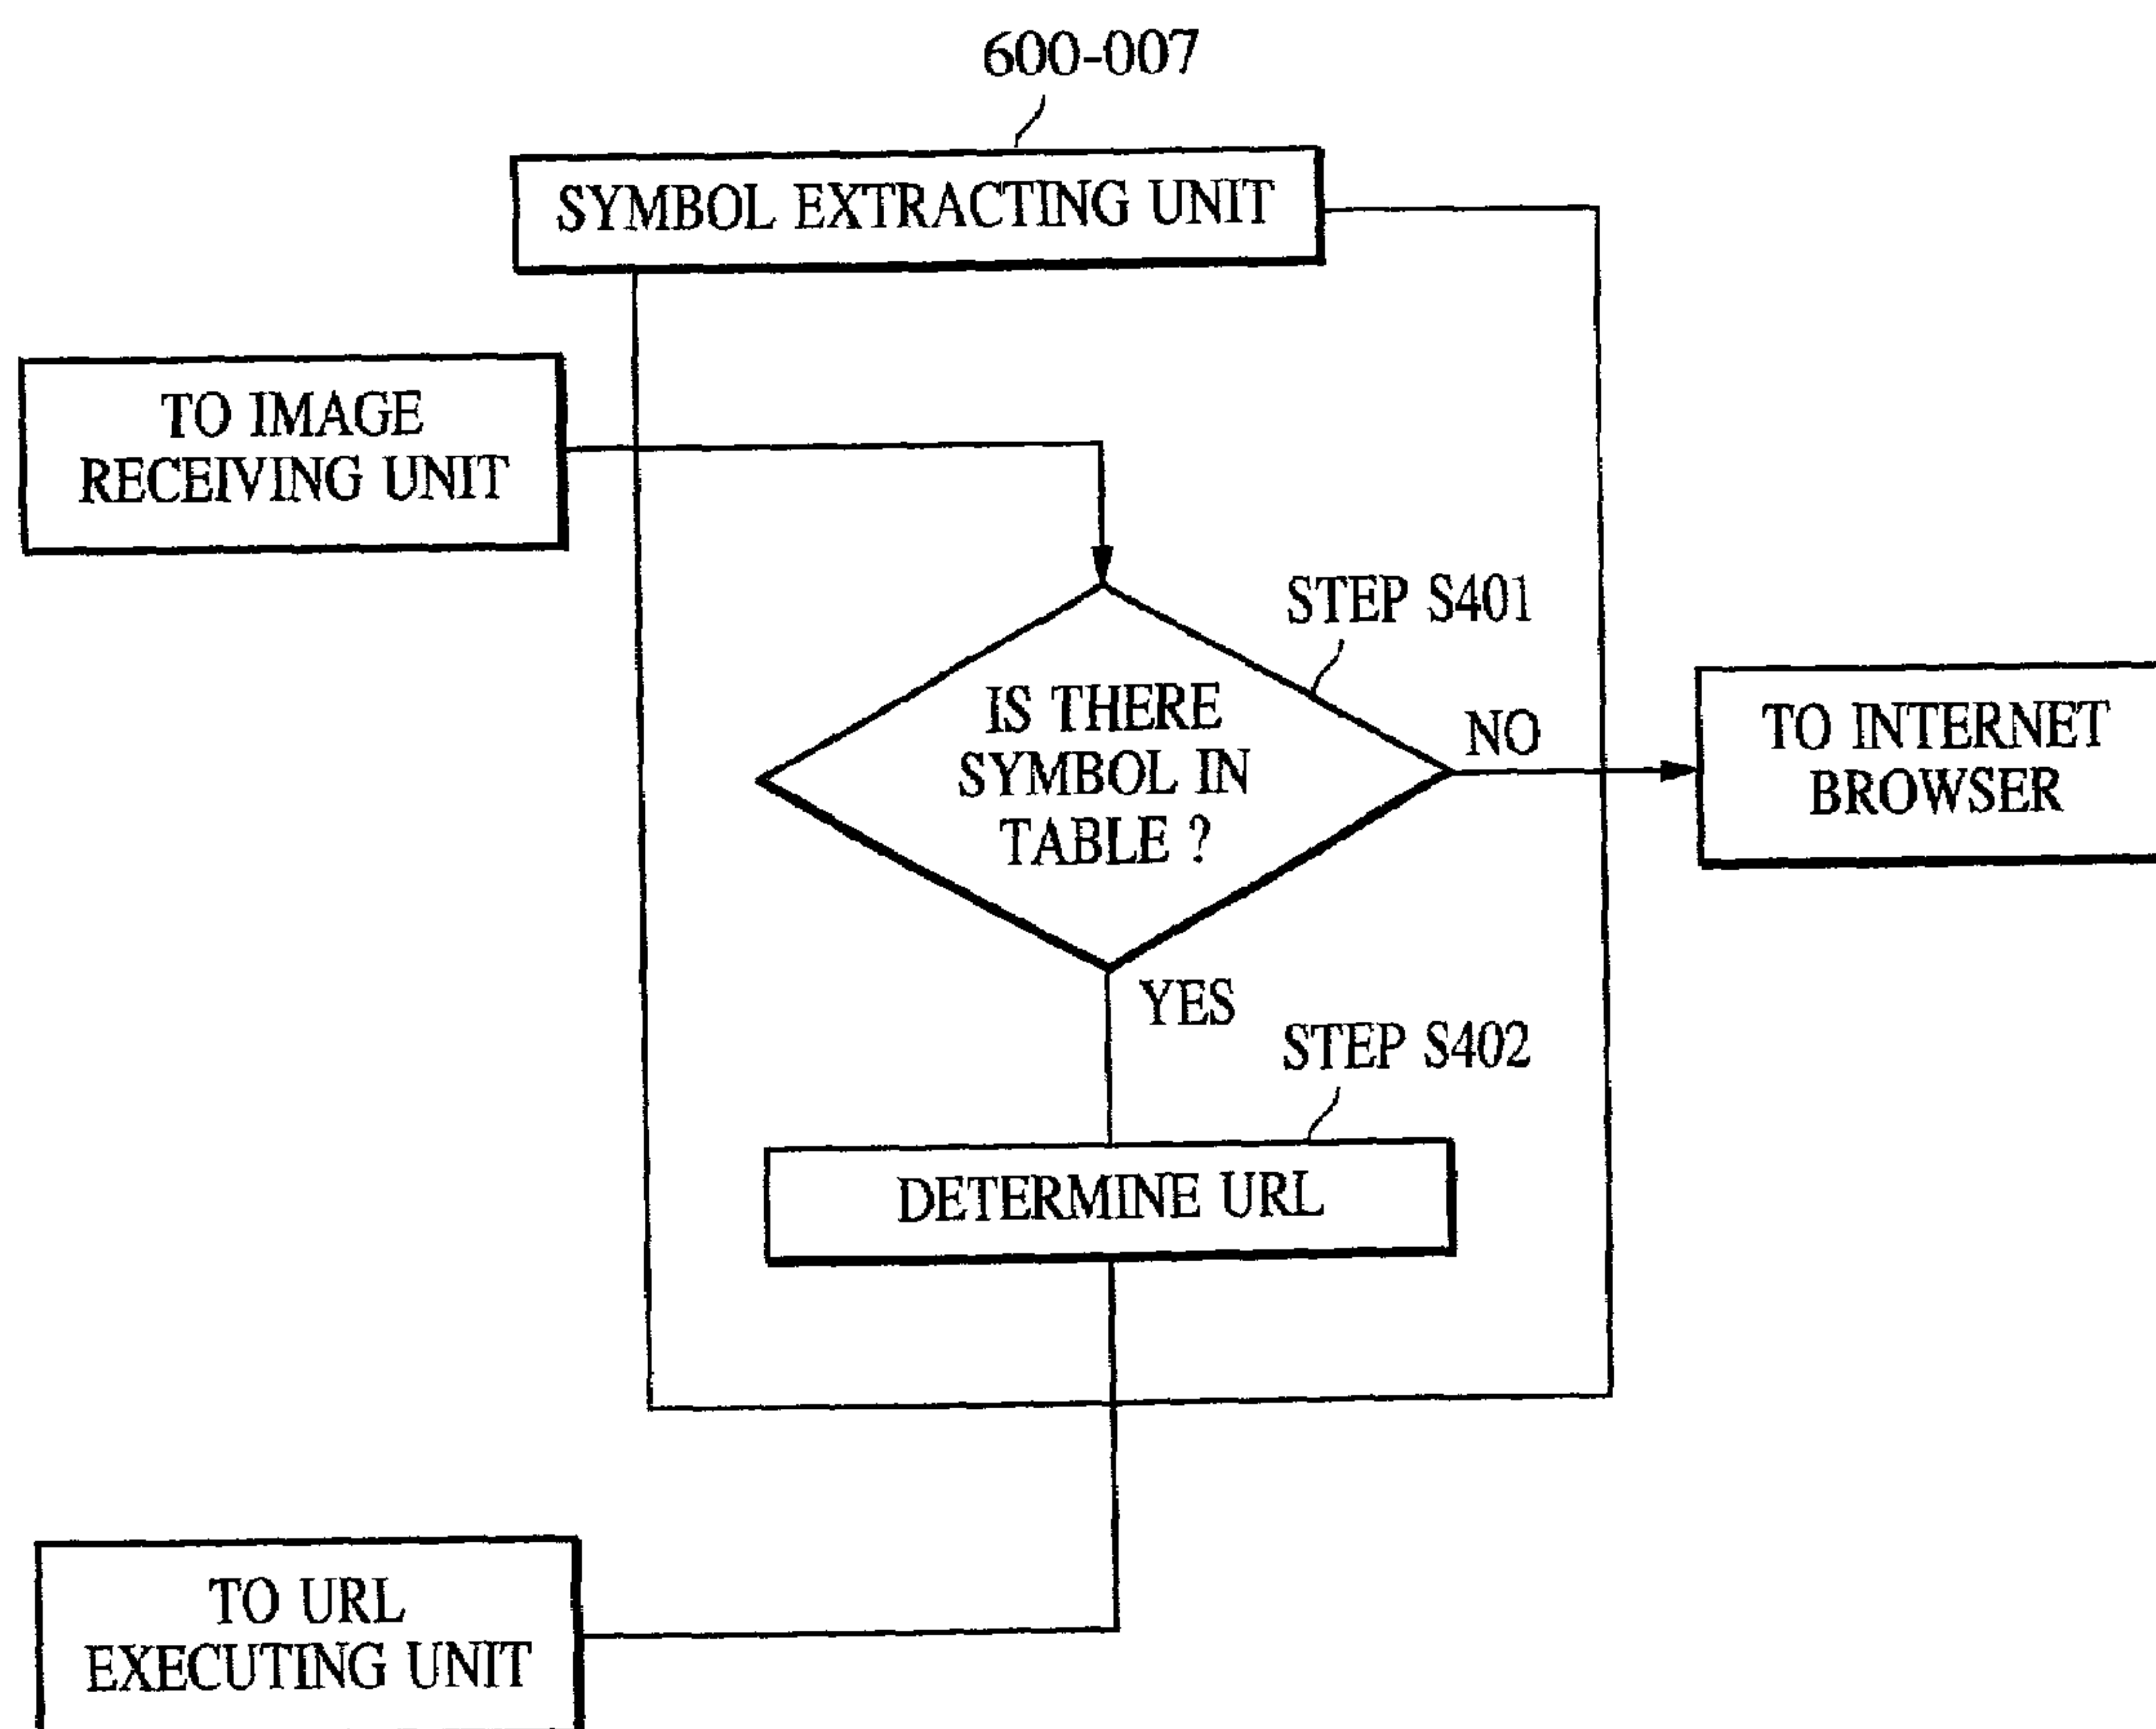 600-007
SYMBOL EXTRACTING UNIT
TO IMAGE
RECEIVING UNIT
STEP S401
IS THERE
SYMBOL IN
TABLE ?
NO
TO INTERNET
BROWSER
YES
STEP S402
DETERMINE URL
TO URL
EXECUTING UNIT